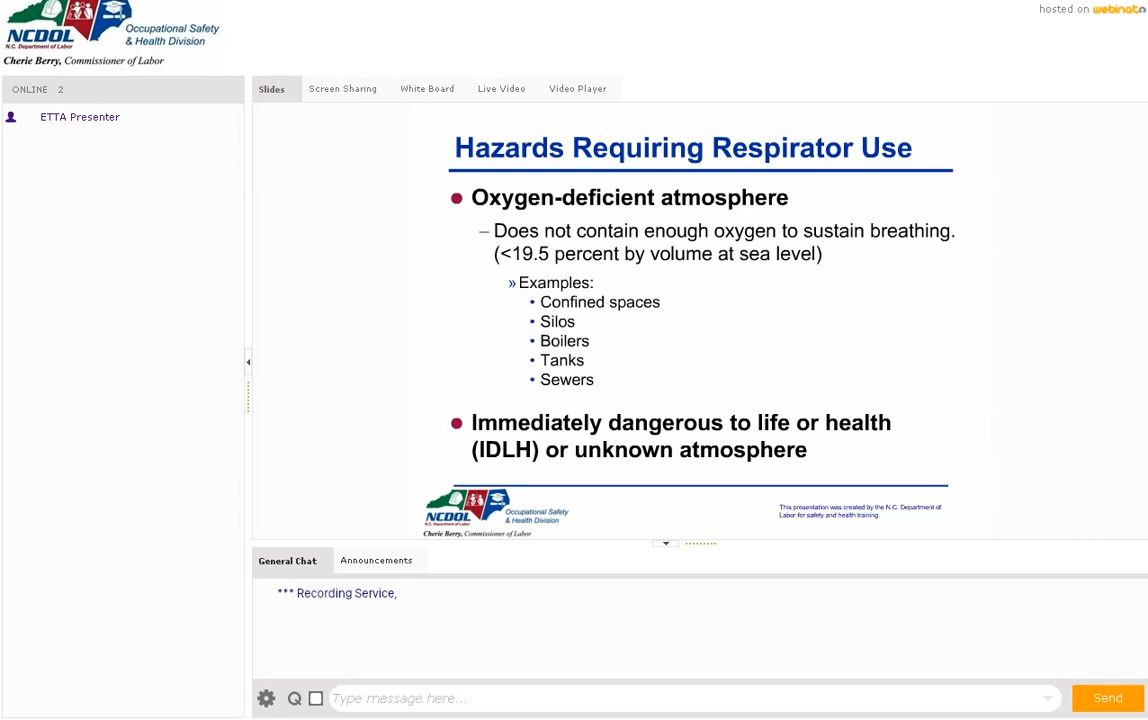 hosted on webinato
NCDOL
N.C. Department of Labor
Occupational Safety
& Health Division
Cherie Berry, Commissioner of Labor
ONLINE 2
ETTA Presenter
Slides Screen Sharing White Board Live Video Video Player
Hazards Requiring Respirator Use
• Oxygen-deficient atmosphere
– Does not contain enough oxygen to sustain breathing.
(<19.5 percent by volume at sea level)
» Examples:
• Confined spaces
• Silos
• Boilers
• Tanks
• Sewers
• Immediately dangerous to life or health
(IDLH) or unknown atmosphere
NCDOL
N.C. Department of Labor
Occupational Safety
& Health Division
Cherie Berry, Commissioner of Labor
This presentation was created by the N.C. Department of
Labor for safety and health training.
General Chat Announcements
*** Recording Service,
Type message here...
Send